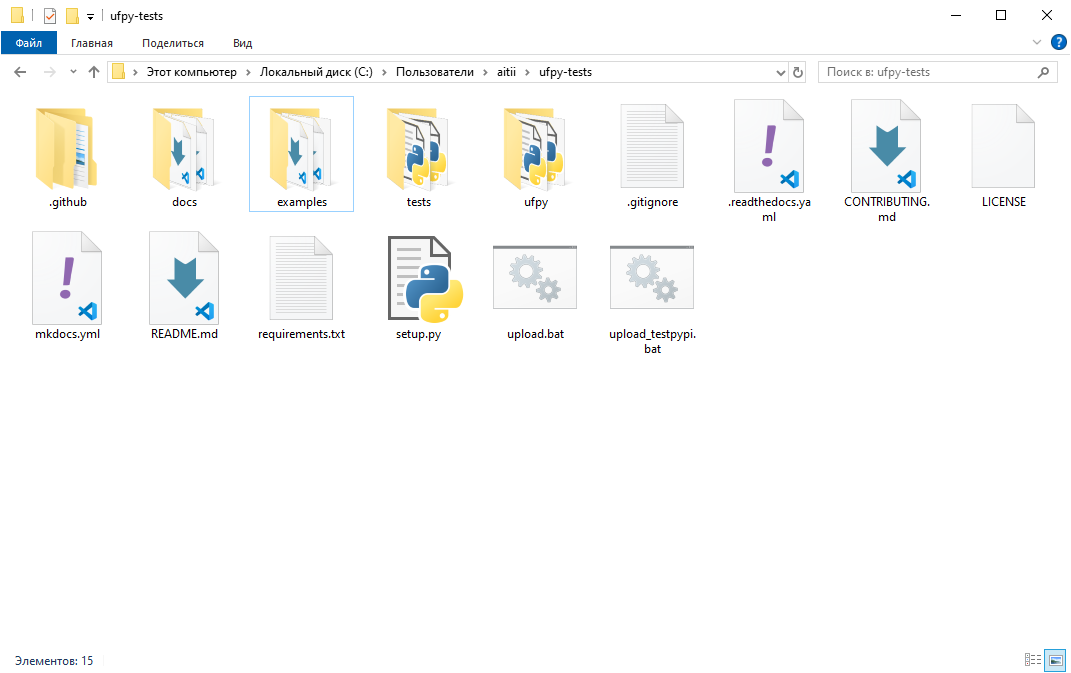 ufpy-tests
Файл Главная Поделиться Вид
Этот компьютер Локальный диск (C:) Пользователи aitii ufpy-tests
Поиск в: ufpy-tests
.github
docs
examples
tests
ufpy
.gitignore
.readthedocs.ya
ml
CONTRIBUTING.
md
LICENSE
mkdocs.yml
README.md
requirements.txt
setup.py
upload.bat
upload_testpypi.
bat
Элементов: 15